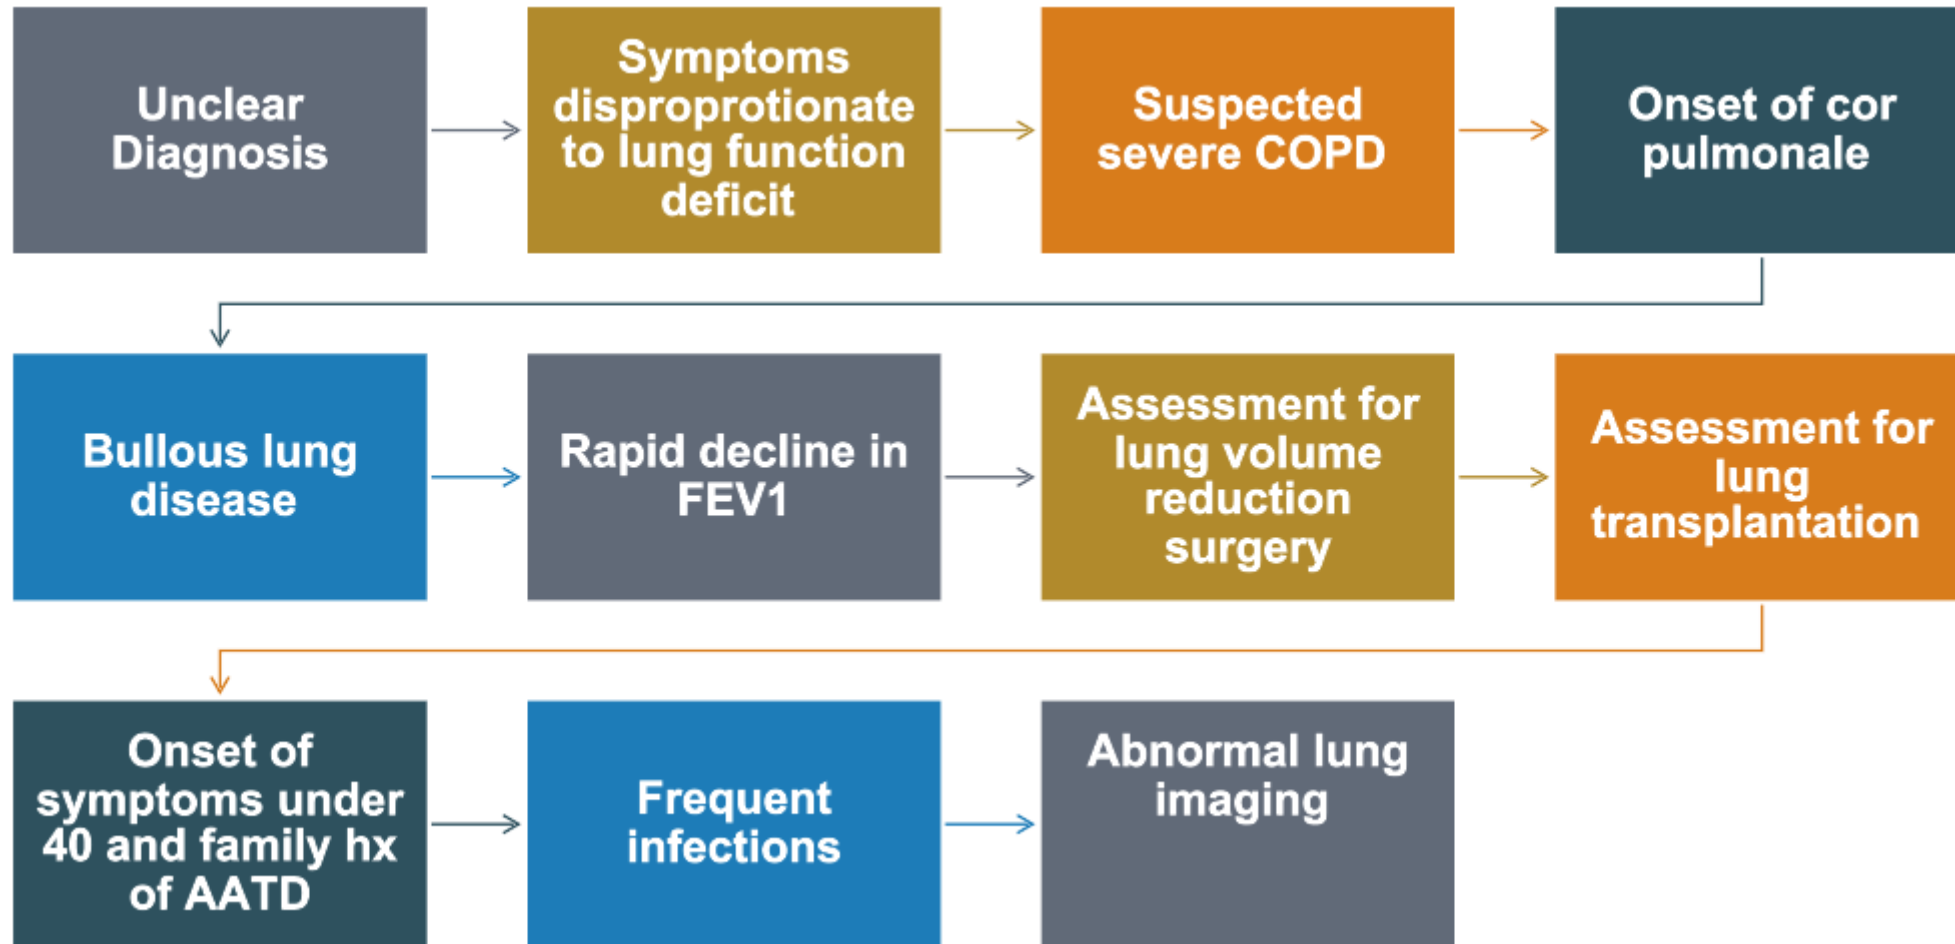 Unclear
Diagnosis
Symptoms
disproprotionate
to lung function
deficit
Suspected
severe COPD
Onset of cor
pulmonale
Bullous lung
disease
Rapid decline in
FEV1
Assessment for
lung volume
reduction
surgery
Assessment for
lung
transplantation
Onset of
symptoms under
40 and family hx
of AATD
Frequent
infections
Abnormal lung
imaging